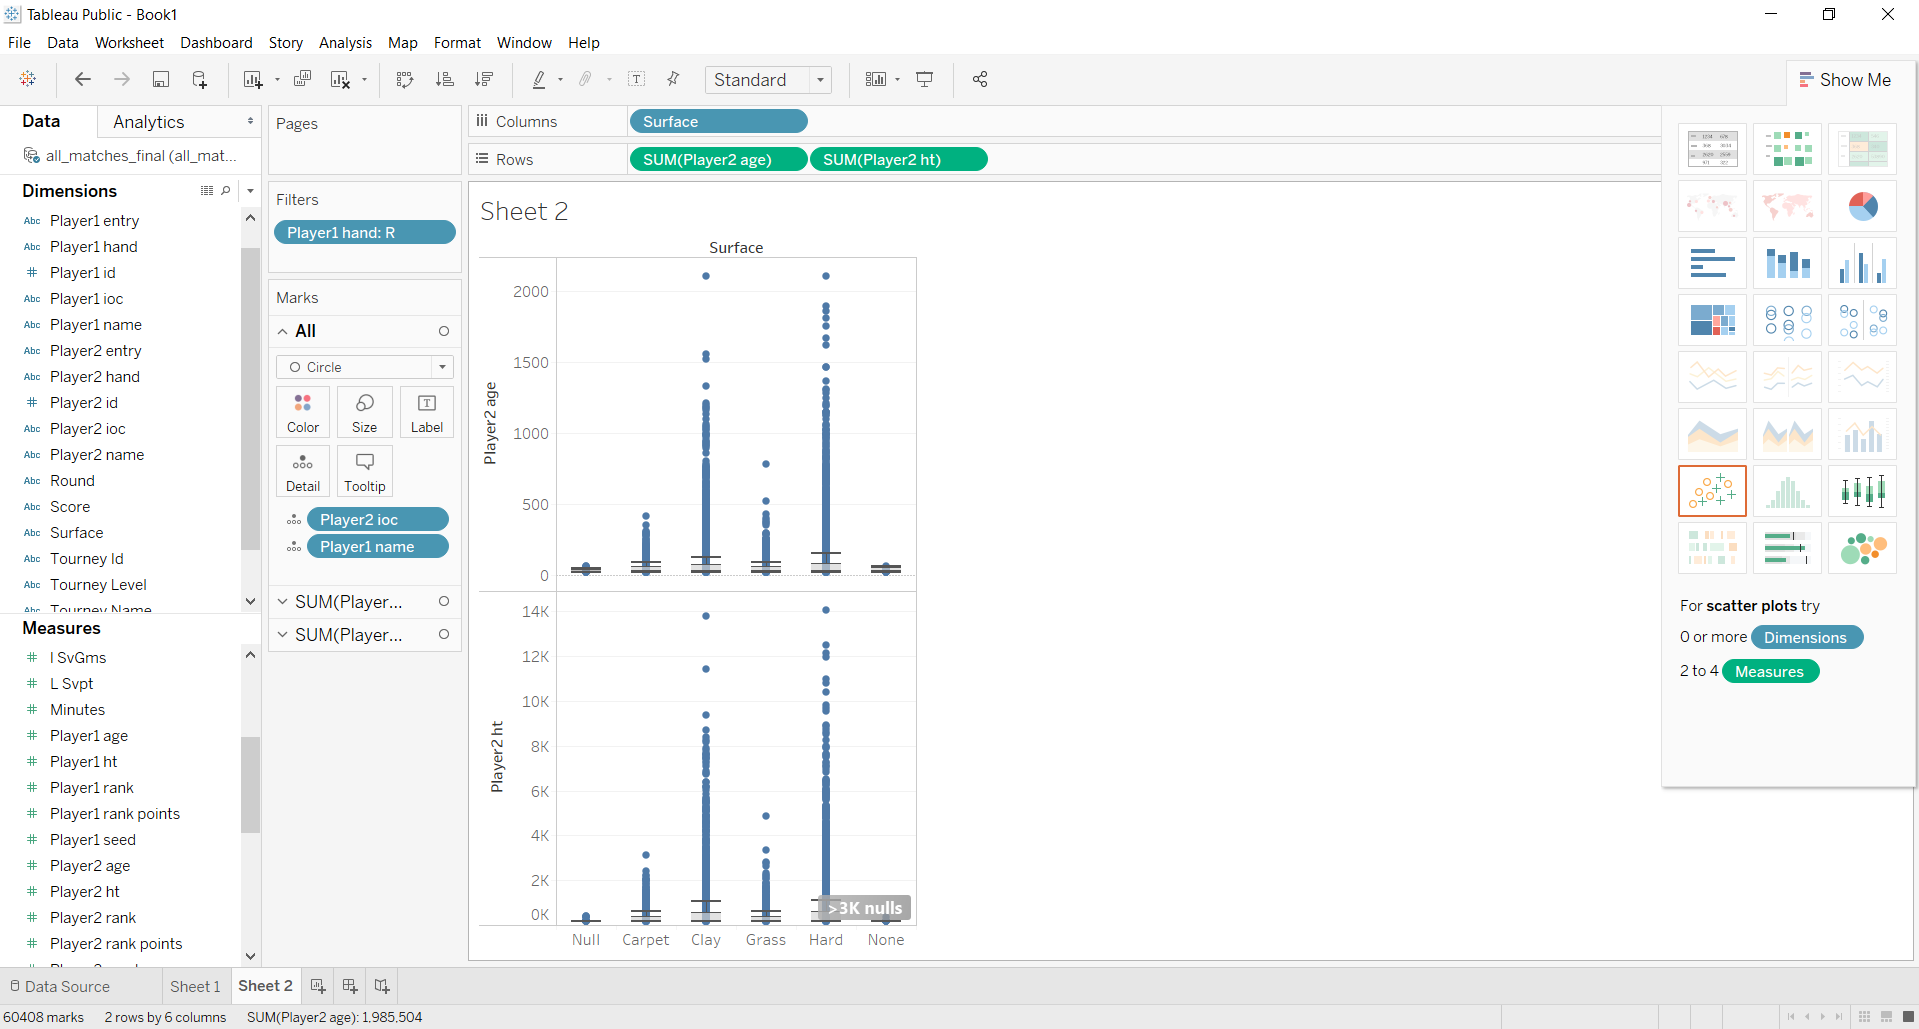 Tableau Public - Book1
File Data Worksheet Dashboard Story Analysis Map Format Window Help
Standard
Show Me
Data Analytics
all_matches_final (all_mat...
Dimensions
Abc Player1 entry
Abc Player1 hand
# Player1 id
Abc Player1 ioc
Abc Player1 name
Abc Player2 entry
Abc Player2 hand
# Player2 id
Abc Player2 ioc
Abc Player2 name
Abc Round
Abc Score
Abc Surface
Abc Tourney Id
Abc Tourney Level
Abc Tourney Name
Measures
# l SvGms
# L Svpt
# Minutes
# Player1 age
# Player1 ht
# Player1 rank
# Player1 rank points
# Player1 seed
# Player2 age
# Player2 ht
# Player2 rank
# Player2 rank points
Pages
Filters
Player1 hand: R
Marks
All
Circle
Color Size Label
Detail Tooltip
Player2 ioc
Player1 name
SUM(Player...
SUM(Player...
Columns Surface
Rows SUM(Player2 age) SUM(Player2 ht)
Sheet 2
Surface
Player2 age
2000
1500
1000
500
0
Player2 ht
14K
12K
10K
8K
6K
4K
2K
0K
>3K nulls
Null Carpet Clay Grass Hard None
For scatter plots try
0 or more Dimensions
2 to 4 Measures
Data Source Sheet 1 Sheet 2
60408 marks 2 rows by 6 columns SUM(Player2 age): 1,985,504